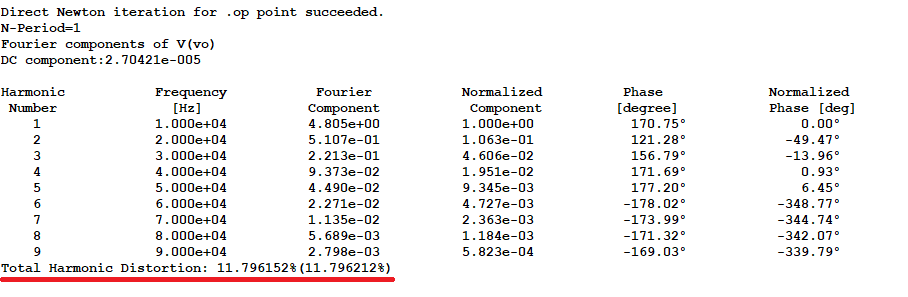 Direct Newton iteration for .op point succeeded.
N-Period=1
Fourier components of V(vo)
DC component:2.70421e-005
Harmonic Frequency Fourier Normalized Phase Normalized
Number [Hz] Component Component [degree] Phase [deg]
1 1.000e+04 4.805e+00 1.000e+00 170.75° 0.00°
2 2.000e+04 5.107e-01 1.063e-01 121.28° -49.47°
3 3.000e+04 2.213e-01 4.606e-02 156.79° -13.96°
4 4.000e+04 9.373e-02 1.951e-02 171.69° 0.93°
5 5.000e+04 4.490e-02 9.345e-03 177.20° 6.45°
6 6.000e+04 2.271e-02 4.727e-03 -178.02° -348.77°
7 7.000e+04 1.135e-02 2.363e-03 -173.99° -344.74°
8 8.000e+04 5.689e-03 1.184e-03 -171.32° -342.07°
9 9.000e+04 2.798e-03 5.823e-04 -169.03° -339.79°
Total Harmonic Distortion: 11.796152%(11.796212%)